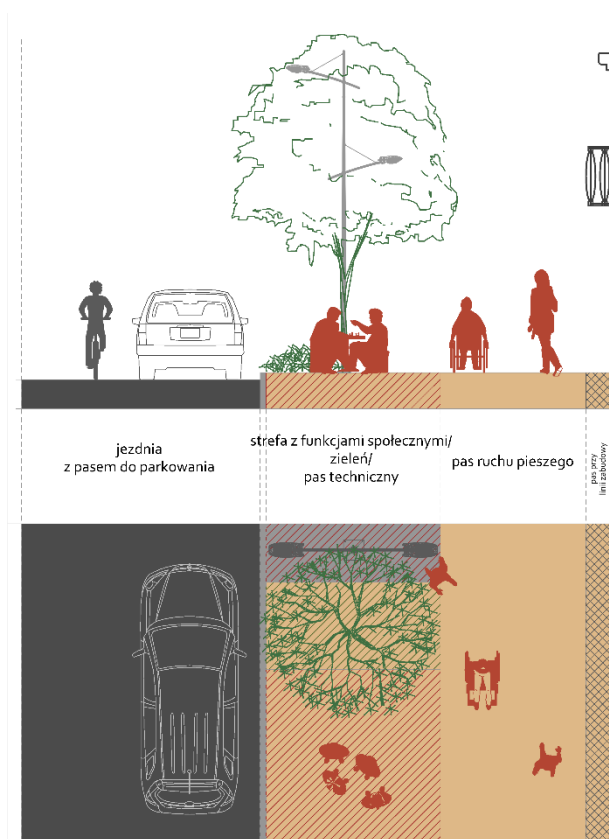 jezdnia
z pasem do parkowania
strefa z funkcjami społecznymi/
zieleń/
pas techniczny
pas ruchu pieszego
pas przy
linii zabudowy